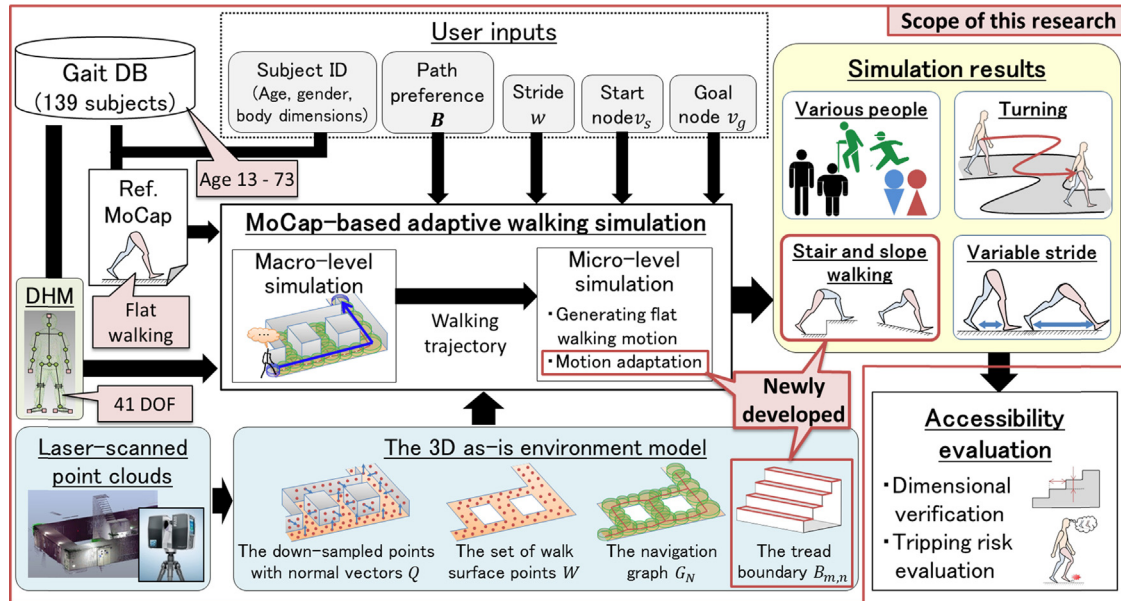 Scope of this research
User inputs
Subject ID
(Age, gender,
body dimensions)
Path
preference
B
Stride
w
Start
node v_s
Goal
node v_g
Gait DB
(139 subjects)
Age 13 - 73
Ref.
MoCap
Flat
walking
DHM
41 DOF
MoCap-based adaptive walking simulation
Macro-level
simulation
Walking
trajectory
Micro-level
simulation
・Generating flat
walking motion
・Motion adaptation
Newly
developed
Simulation results
Various people
Turning
Stair and slope
walking
Variable stride
Laser-scanned
point clouds
The 3D as-is environment model
The down-sampled points
with normal vectors Q
The set of walk
surface points W
The navigation
graph G_N
The tread
boundary B_{m,n}
Accessibility
evaluation
・Dimensional
verification
・Tripping risk
evaluation